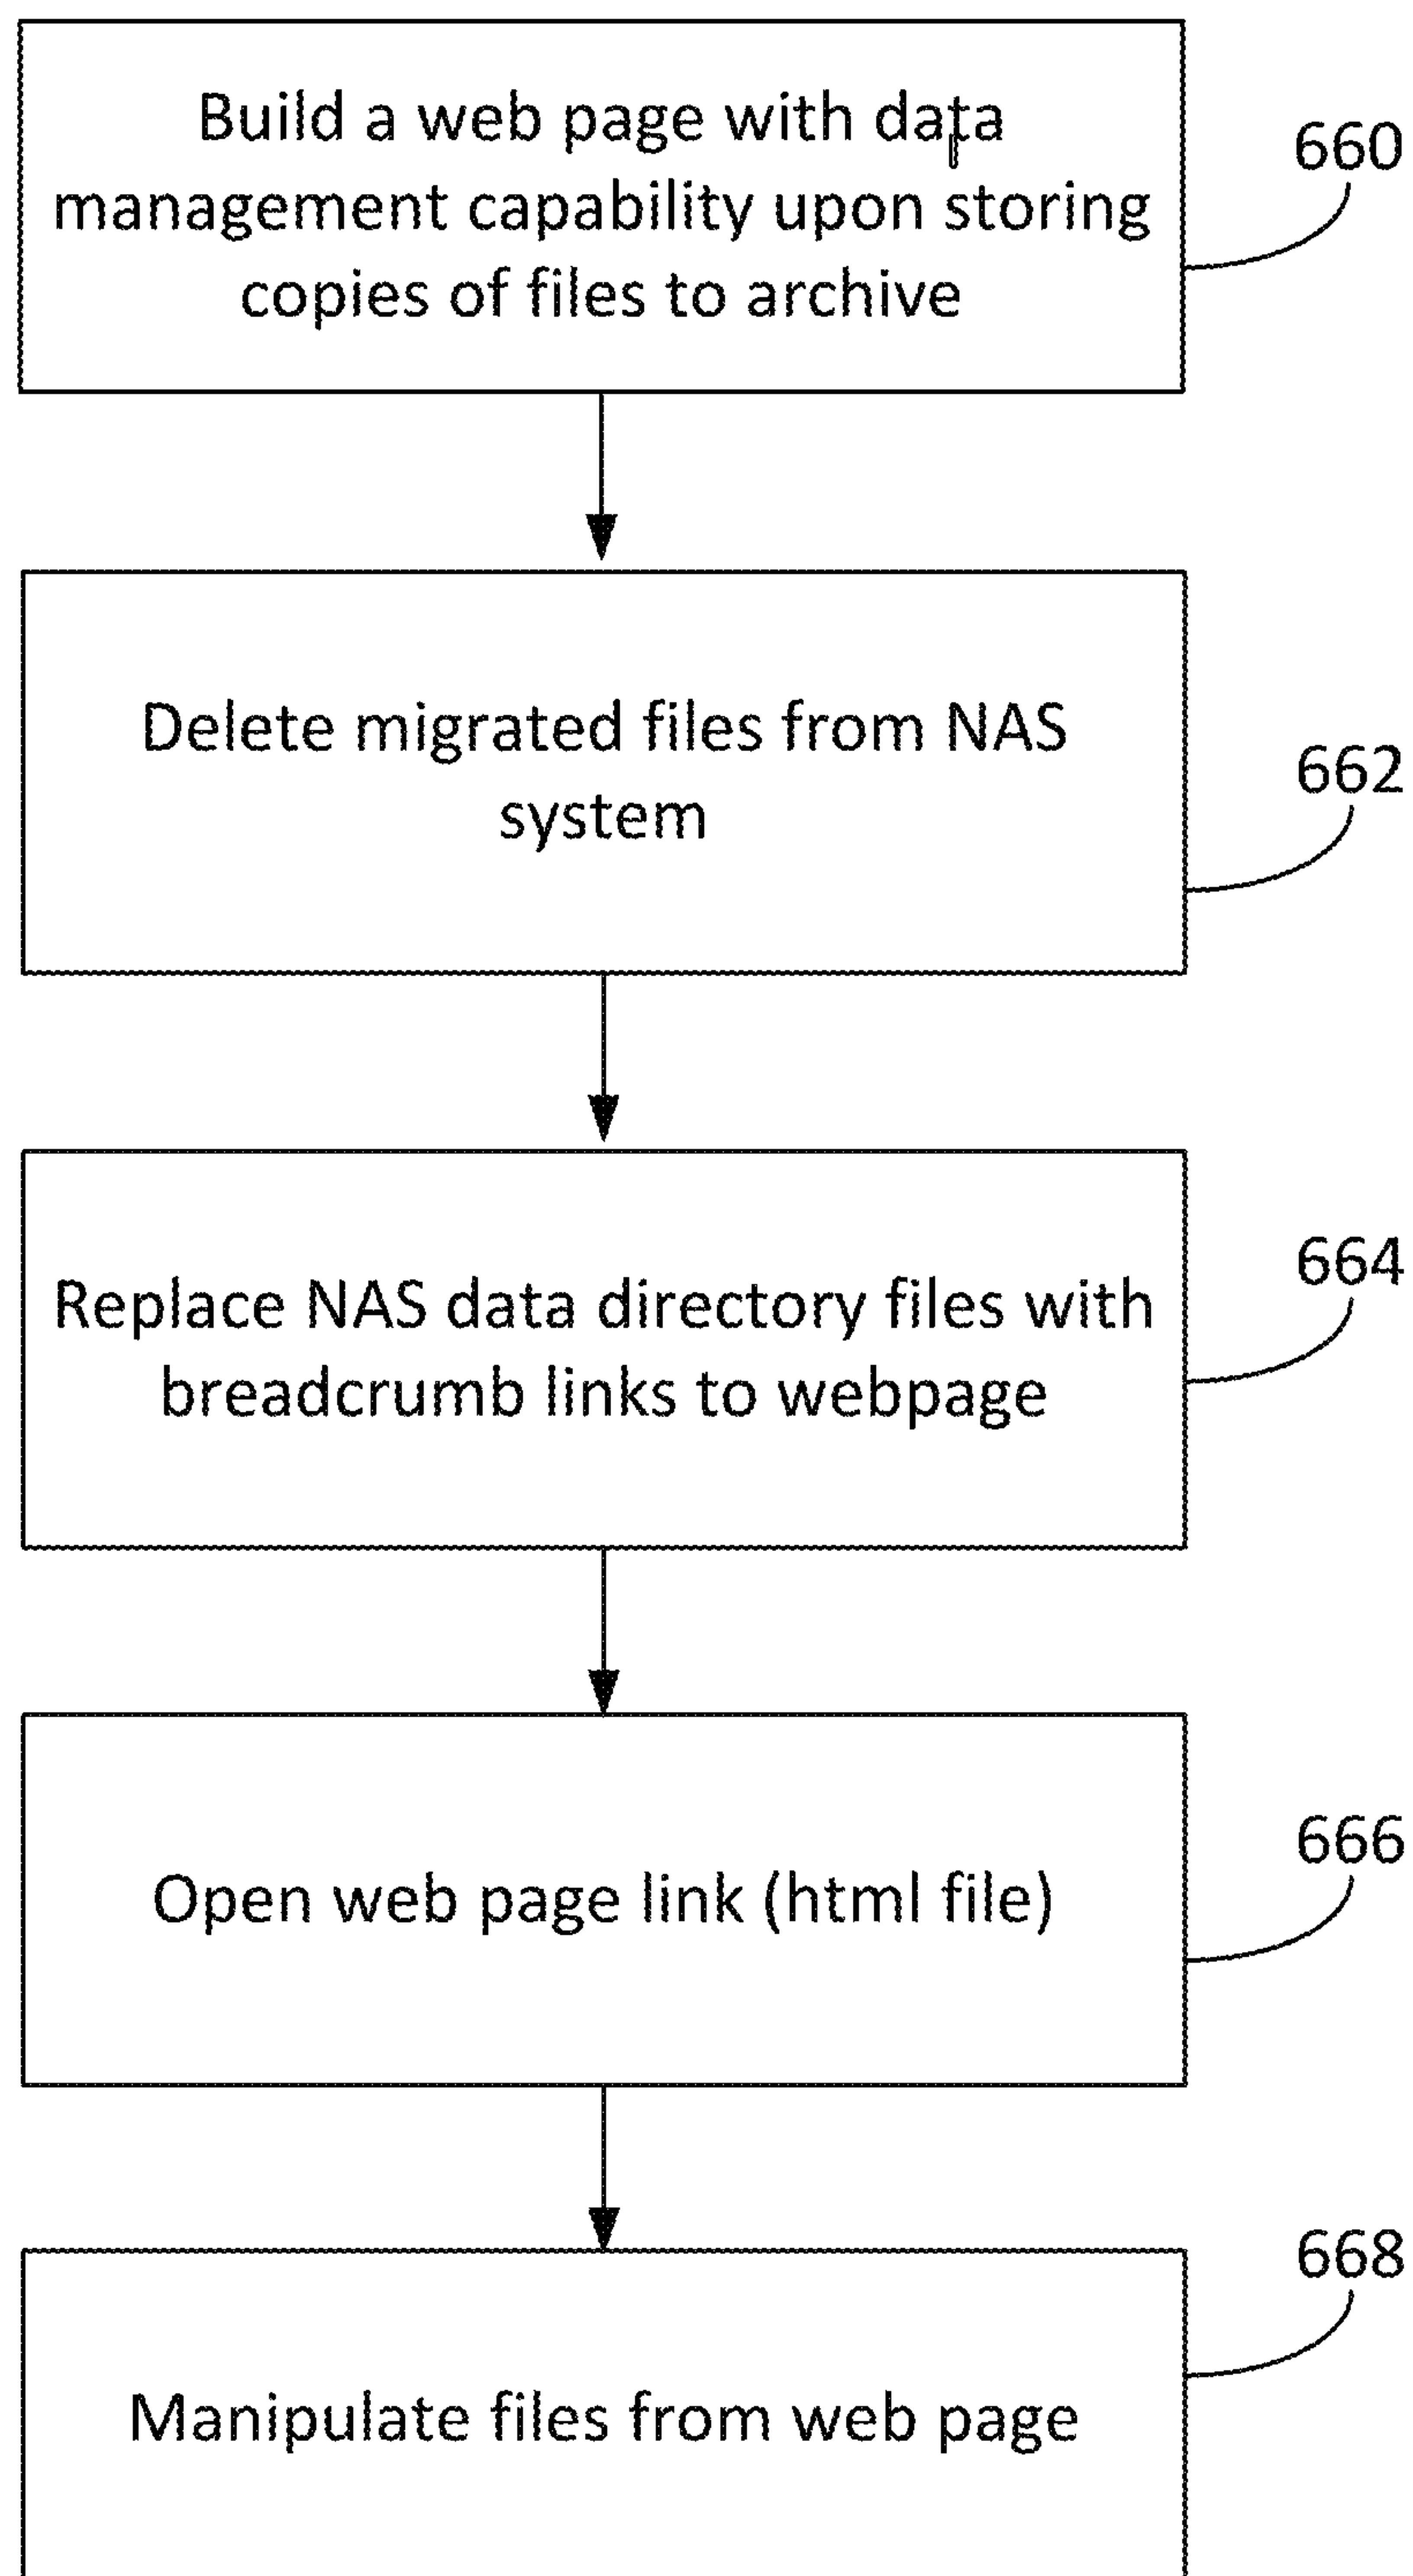 Build a web page with data
management capability upon storing
copies of files to archive
660
Delete migrated files from NAS
system
662
Replace NAS data directory files with
breadcrumb links to webpage
664
Open web page link (html file)
666
Manipulate files from web page
668